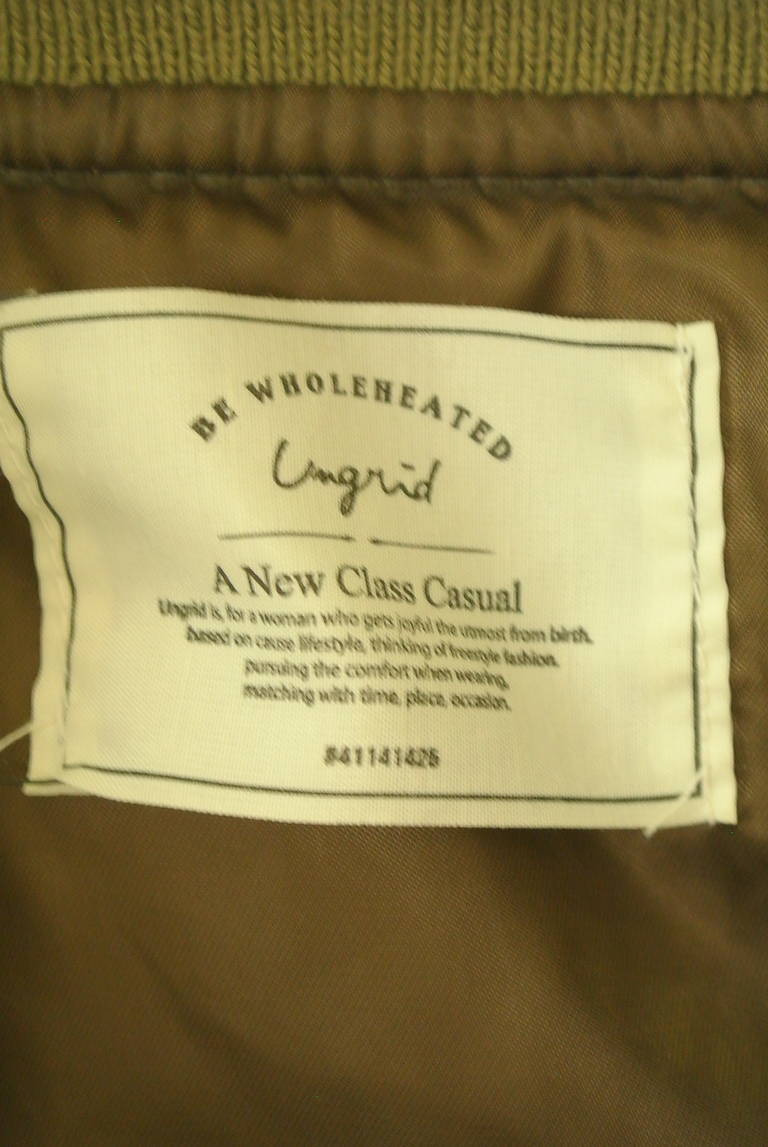 BE WHOLEHEATED
Ungrid
A New Class Casual
Ungrid is, for a woman who gets joyful the utmost from birth.
based on cause lifestyle, thinking of freestyle fashion.
pursuing the comfort when wearing,
matching with time, place, occasion.